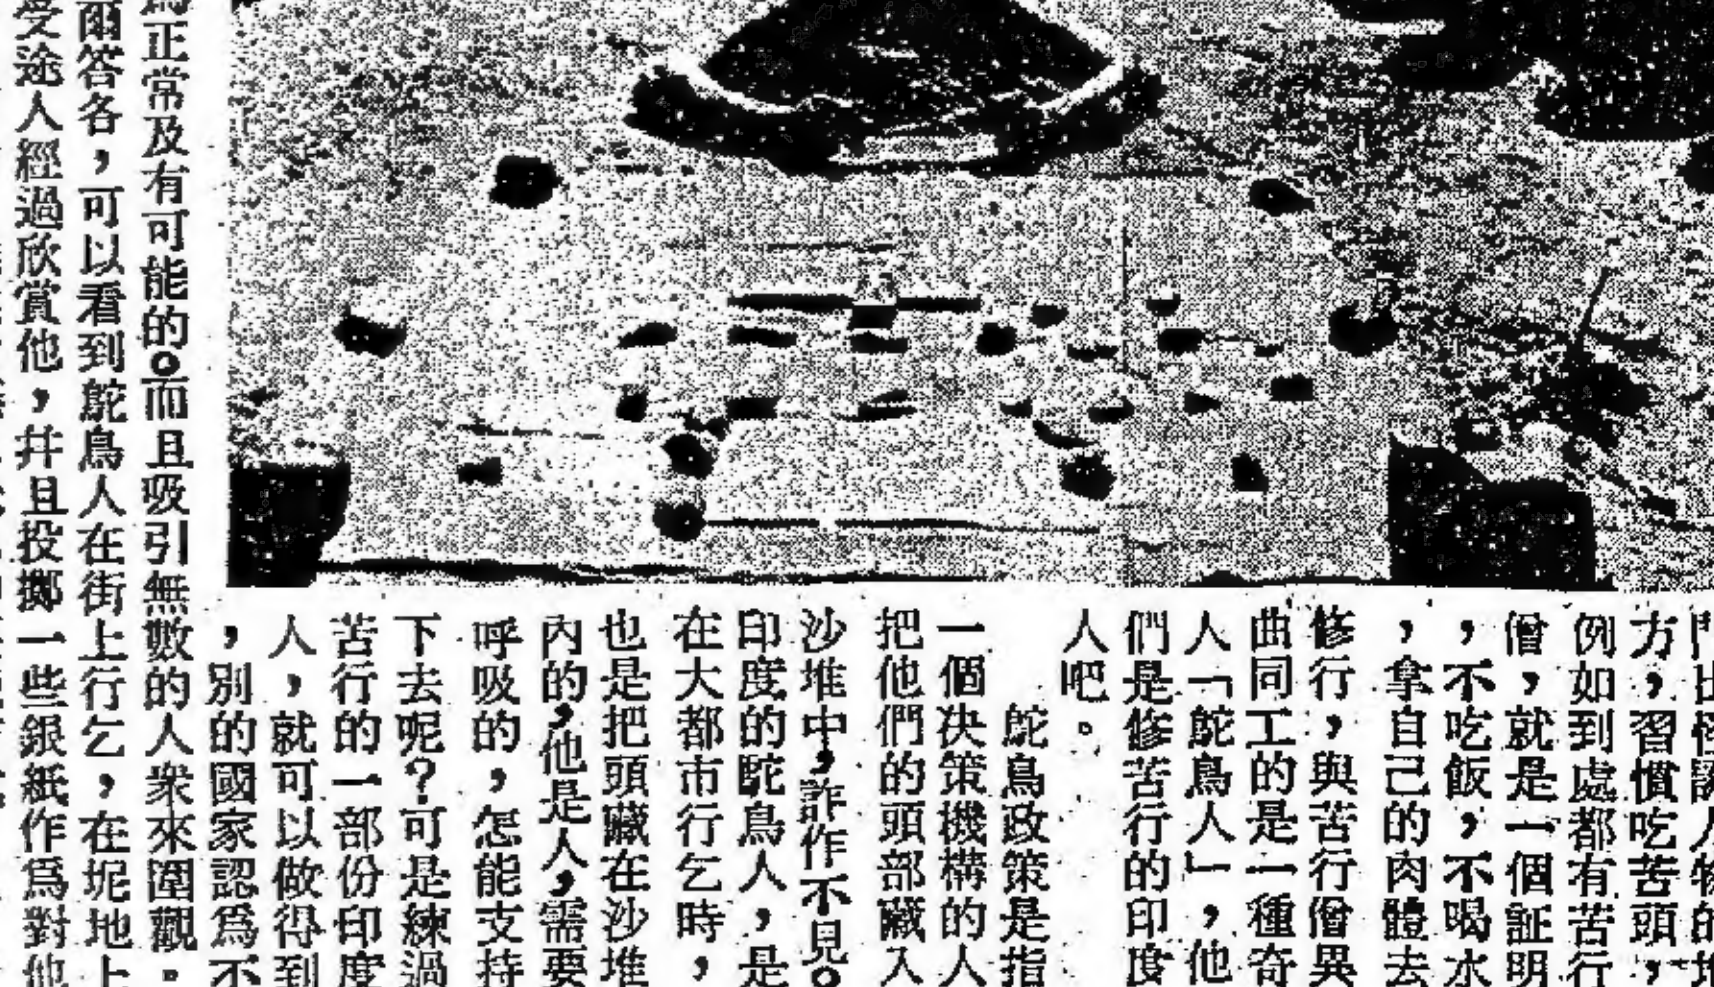 方，習慣吃苦頭，
例如到處都有苦行
僧，就是一個証明
，不吃飯，不喝水
，拿自己的肉體去
修行，與苦行僧異
曲同工的是一種奇
人「鴕鳥人」，他
們是修苦行的印度
人吧。
鴕鳥政策是指
一個决策機構的人
把他們的頭部藏入
沙堆中，詐作不見。
印度的鴕鳥人，是
在大都市行乞時，
也是把頭藏在沙堆
內的，他是人，需要
呼吸的，怎能支持
下去呢？可是練過
苦行的一部份印度
人，就可以做得到
，別的國家認爲不
爲正常及有可能的。而且吸引無數的人衆來圍觀。
爾答各，可以看到鴕鳥人在街上行乞，在坭地上
受途人經過欣賞他，幷且投擲一些銀紙作爲對他